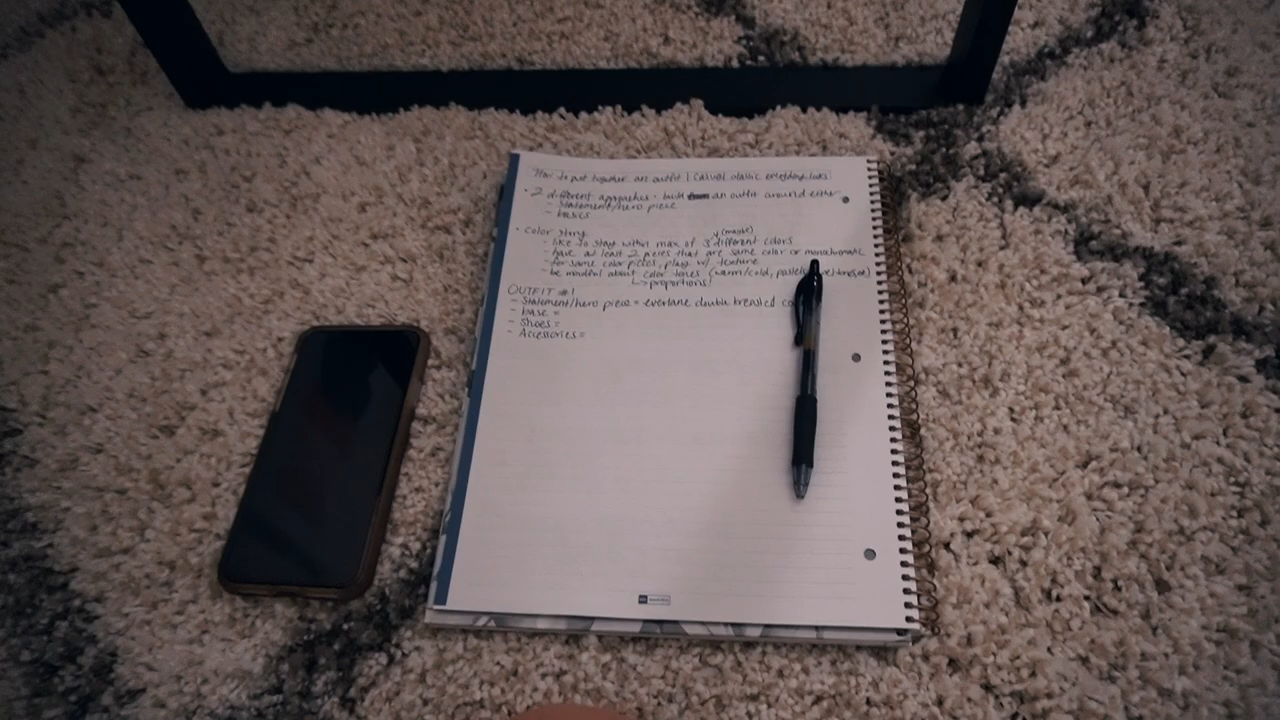 How to put together an outfit | casual classic everyday looks
• 2 different approaches - build an outfit around either
- Statement/hero piece
- basics
• color story
4 (maybe)
- like to stay within max of 3 different colors
- have at least 2 pieces that are same color or monochromatic
- for same color pieces, play w/ texture
- be mindful about color tones (warm/cold, pastels
↳ proportions!
OUTFIT #1
- Statement/hero piece = everlane double breasted co
- base =
- Shoes =
- Accessories =